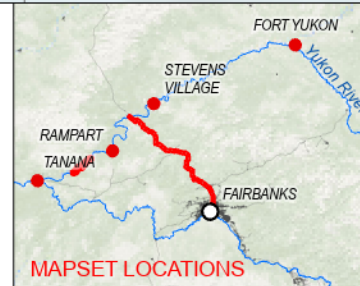 FORT YUKON
Yukon River
STEVENS
VILLAGE
RAMPART
TANANA
FAIRBANKS
MAPSET LOCATIONS